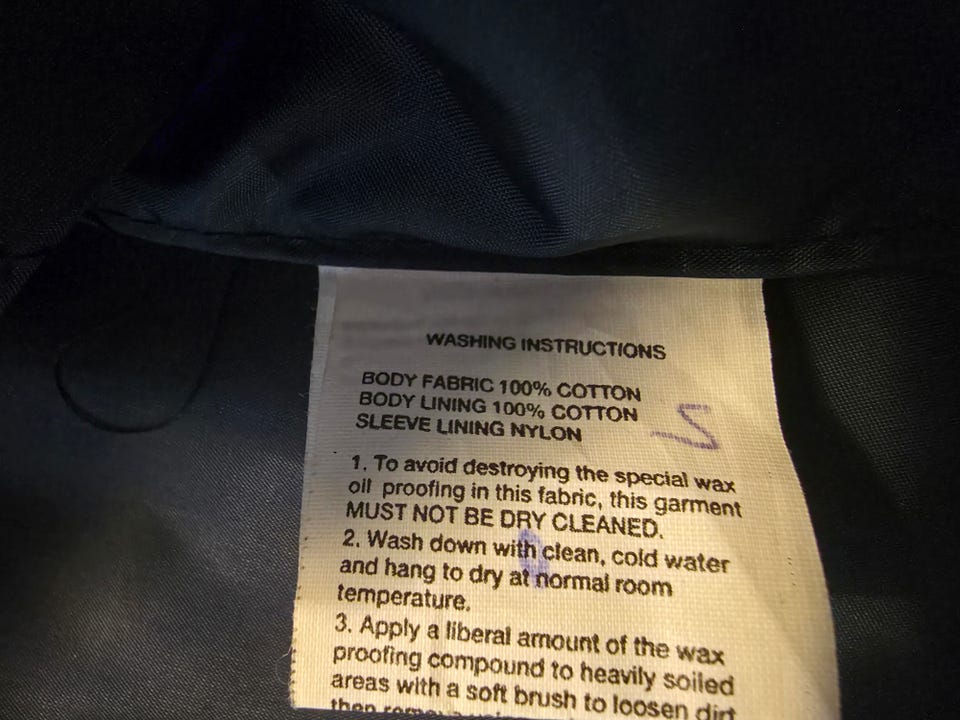 WASHING INSTRUCTIONS
BODY FABRIC 100% COTTON
BODY LINING 100% COTTON
SLEEVE LINING NYLON
1. To avoid destroying the special wax
oil proofing in this fabric, this garment
MUST NOT BE DRY CLEANED.
2. Wash down with clean, cold water
and hang to dry at normal room
temperature.
3. Apply a liberal amount of the wax
proofing compound to heavily soiled
areas with a soft brush to loosen dirt
then